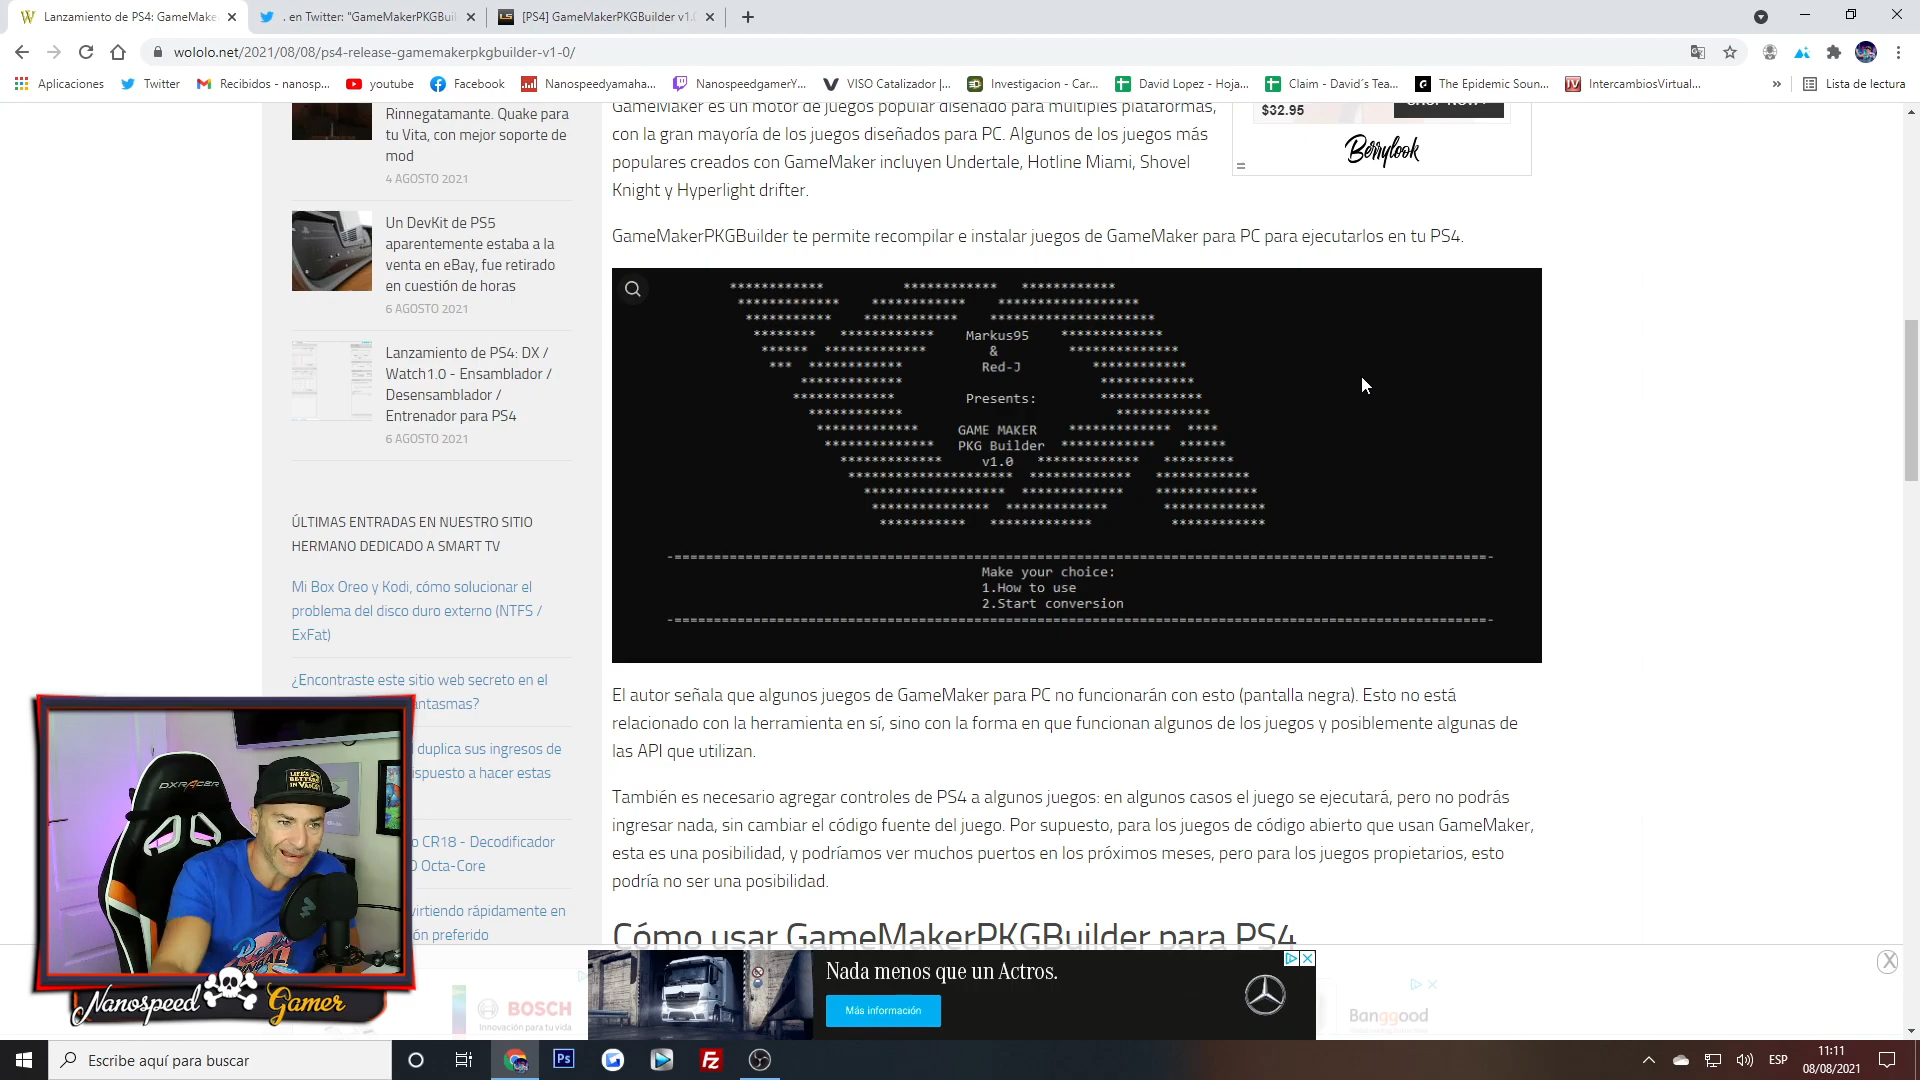 Lanzamiento de PS4: GameMake
. en Twitter: "GameMakerPKGBuil
[PS4] GameMakerPKGBuilder v1.
wololo.net/2021/08/08/ps4-release-gamemakerpkgbuilder-v1-0/
Aplicaciones
Twitter
Recibidos - nanosp...
youtube
Facebook
Nanospeedyamaha...
NanospeedgamerY...
VISO Catalizador |...
Investigacion - Car...
David Lopez - Hoja...
Claim - David´s Tea...
The Epidemic Soun...
IntercambiosVirtual...
»
Lista de lectura
Rinnegatamante. Quake para
tu Vita, con mejor soporte de
mod
4 AGOSTO 2021
Un DevKit de PS5
aparentemente estaba a la
venta en eBay, fue retirado
en cuestión de horas
6 AGOSTO 2021
Lanzamiento de PS4: DX /
Watch1.0 - Ensamblador /
Desensamblador /
Entrenador para PS4
6 AGOSTO 2021
ÚLTIMAS ENTRADAS EN NUESTRO SITIO
HERMANO DEDICADO A SMART TV
Mi Box Oreo y Kodi, cómo solucionar el
problema del disco duro externo (NTFS /
ExFat)
¿Encontraste este sitio web secreto en el
antasmas?
duplica sus ingresos de
ispuesto a hacer estas
o CR18 - Decodificador
Octa-Core
virtiendo rápidamente en
ón preferido
GameMaker es un motor de juegos popular diseñado para múltiples plataformas,
con la gran mayoría de los juegos diseñados para PC. Algunos de los juegos más
populares creados con GameMaker incluyen Undertale, Hotline Miami, Shovel
Knight y Hyperlight drifter.
$32.95
SHOP NOW
Berrylook
GameMakerPKGBuilder te permite recompilar e instalar juegos de GameMaker para PC para ejecutarlos en tu PS4.
Markus95
&
Red-J
Presents:
GAME MAKER
PKG Builder
v1.0
Make your choice:
1.How to use
2.Start conversion
El autor señala que algunos juegos de GameMaker para PC no funcionarán con esto (pantalla negra). Esto no está
relacionado con la herramienta en sí, sino con la forma en que funcionan algunos de los juegos y posiblemente algunas de
las API que utilizan.
También es necesario agregar controles de PS4 a algunos juegos: en algunos casos el juego se ejecutará, pero no podrás
ingresar nada, sin cambiar el código fuente del juego. Por supuesto, para los juegos de código abierto que usan GameMaker,
esta es una posibilidad, y podríamos ver muchos puertos en los próximos meses, pero para los juegos propietarios, esto
podría no ser una posibilidad.
Cómo usar GameMakerPKGBuilder para PS4
DXRACER
LIFE'S
BETTER
IN VANS
PINBALL
Nanospeed Gamer
BOSCH
Innovación para tu vida
Nada menos que un Actros.
Más información
Banggood
Escribe aquí para buscar
Ps
ESP
11:11
08/08/2021